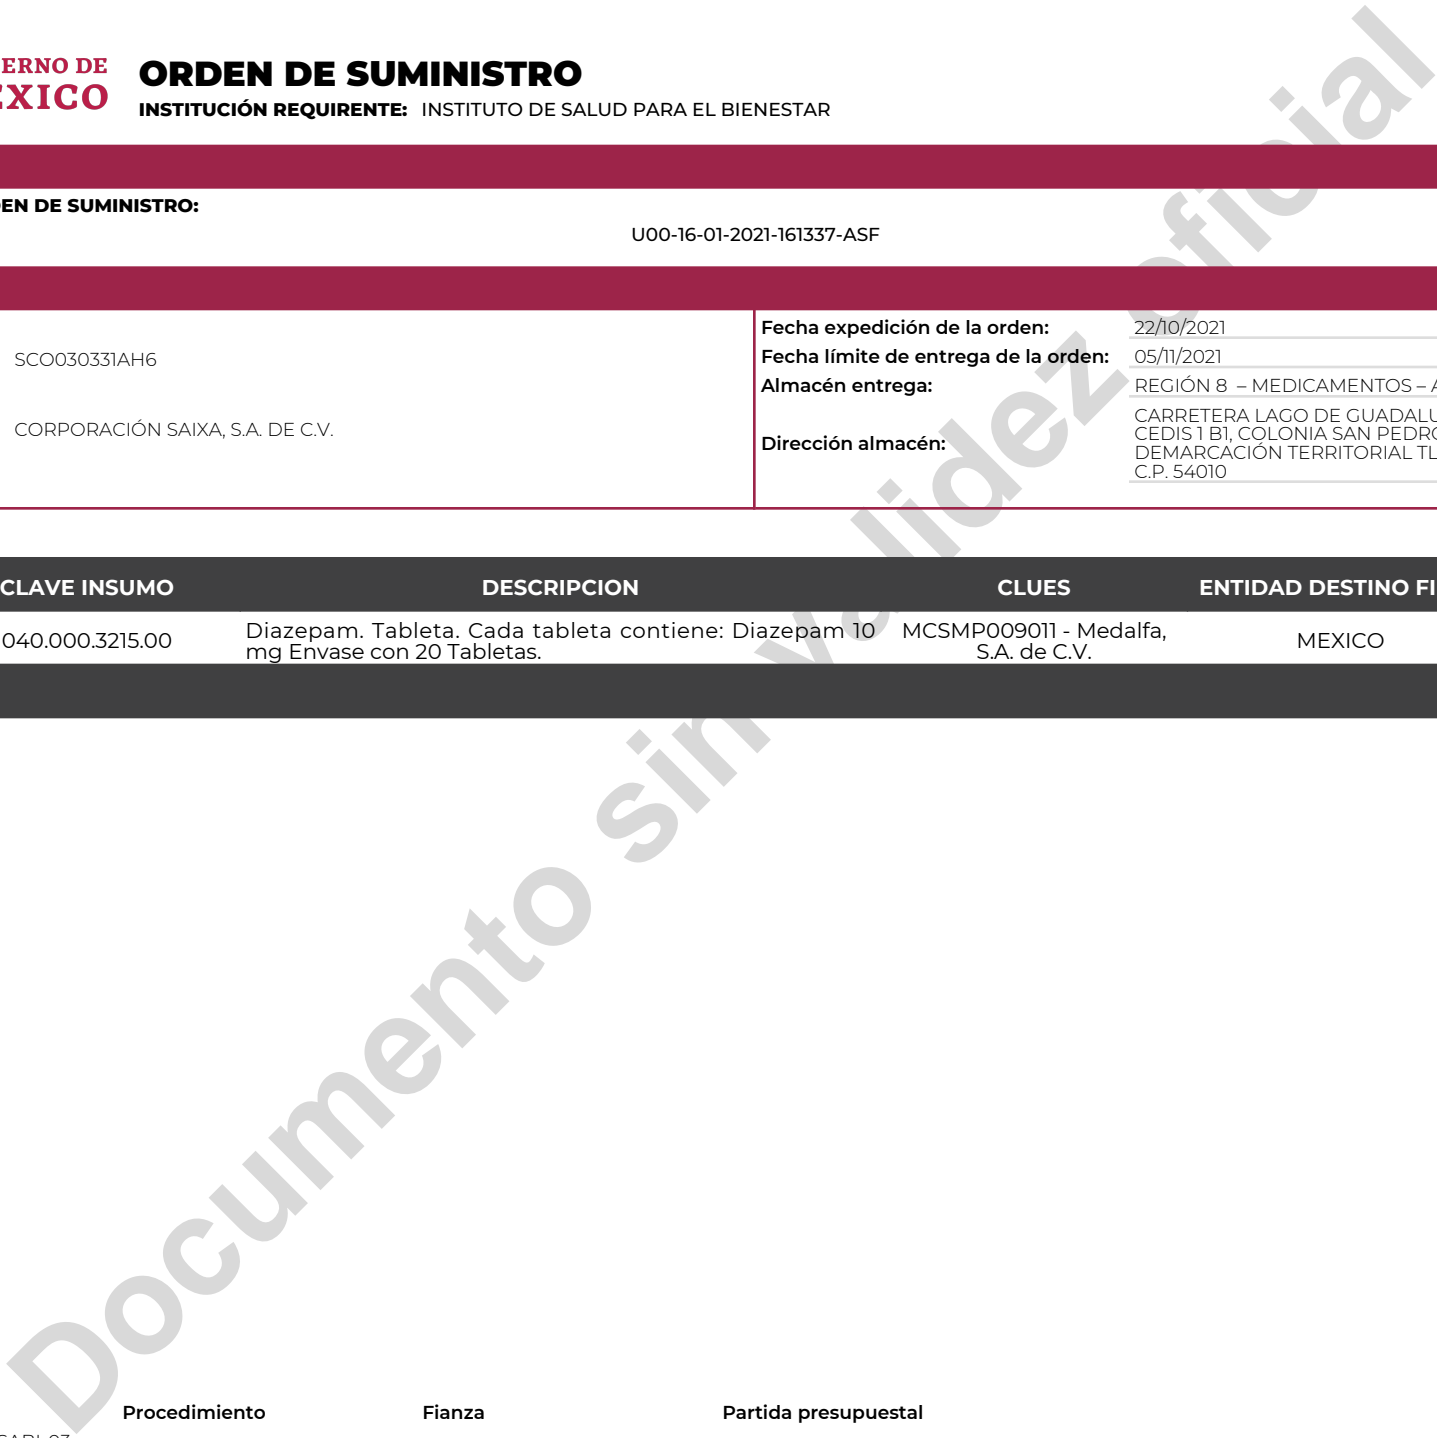 ERNO DE
EXICO
ORDEN DE SUMINISTRO
INSTITUCIÓN REQUIRENTE: INSTITUTO DE SALUD PARA EL BIENESTAR
EN DE SUMINISTRO:
U00-16-01-2021-161337-ASF
SCO030331AH6
CORPORACIÓN SAIXA, S.A. DE C.V.
Fecha expedición de la orden: 22/10/2021
Fecha límite de entrega de la orden: 05/11/2021
Almacén entrega: REGIÓN 8 – MEDICAMENTOS – A
Dirección almacén:
CARRETERA LAGO DE GUADALU
CEDIS 1 B1, COLONIA SAN PEDRO
DEMARCACIÓN TERRITORIAL TL
C.P. 54010
CLAVE INSUMO DESCRIPCION CLUES ENTIDAD DESTINO FI
040.000.3215.00
Diazepam. Tableta. Cada tableta contiene: Diazepam 10
mg Envase con 20 Tabletas.
MCSMP009011 - Medalfa,
S.A. de C.V.
MEXICO
Documento sin validez oficial
Procedimiento Fianza Partida presupuestal